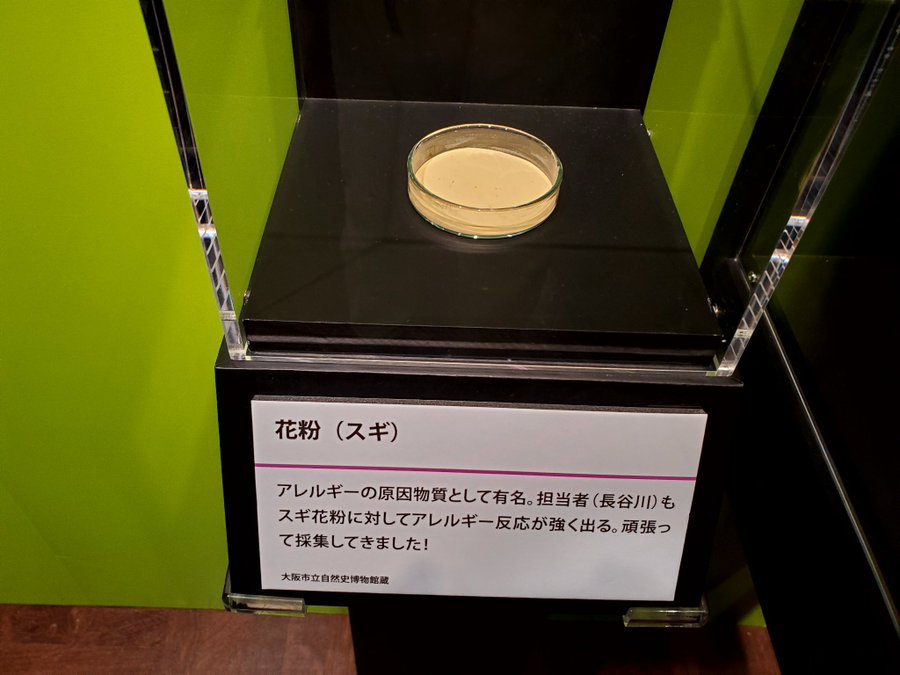 花粉（スギ）
アレルギーの原因物質として有名。担当者（長谷川）も
スギ花粉に対してアレルギー反応が強く出る。頑張っ
て採集してきました！
大阪市立自然史博物館蔵